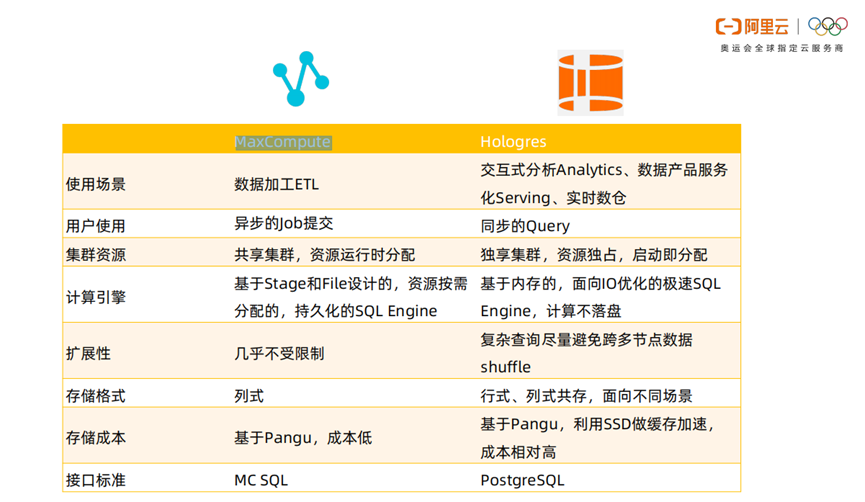 阿里云
奥运会全球指定云服务商
MaxCompute Hologres
使用场景 数据加工ETL 交互式分析Analytics、数据产品服务
化Serving、实时数仓
用户使用 异步的Job提交 同步的Query
集群资源 共享集群，资源运行时分配 独享集群，资源独占，启动即分配
计算引擎 基于Stage和File设计的，资源按需 基于内存的，面向IO优化的极速SQL
分配的，持久化的SQL Engine Engine，计算不落盘
扩展性 几乎不受限制 复杂查询尽量避免跨多节点数据
shuffle
存储格式 列式 行式、列式共存，面向不同场景
存储成本 基于Pangu，成本低 基于Pangu，利用SSD做缓存加速，
成本相对高
接口标准 MC SQL PostgreSQL